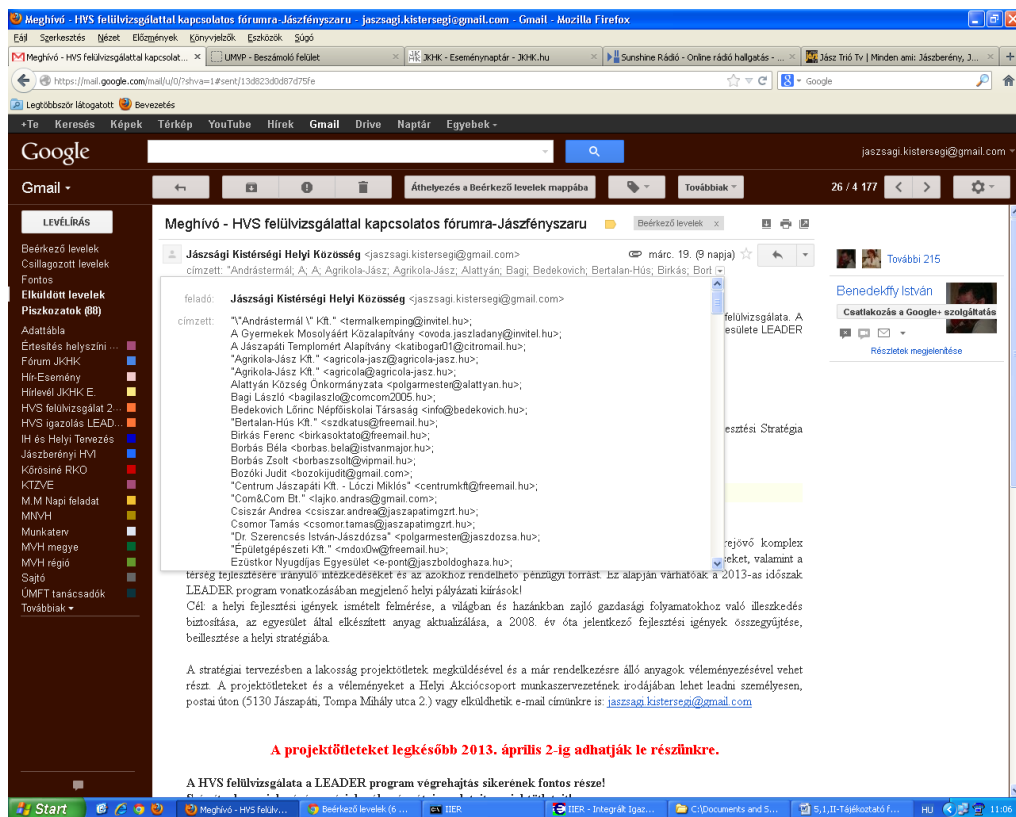 Meghívó - HVS felülvizsgálattal kapcsolatos fórumra-Jászfényszaru - jaszsagi.kistersegi@gmail.com - Gmail - Mozilla Firefox
Fájl Szerkesztés Nézet Előzmények Könyvjelzők Eszközök Súgó
Meghívó - HVS felülvizsgálattal kapcsolat... UMVP - Beszámoló felület JKHK - Eseménynaptár - JKHK.hu Sunshine Rádió - Online rádió hallgatás - ... Jász Trió Tv | Minden ami: Jászberény, J...
https://mail.google.com/mail/u/0/?shva=1#sent/13d823d0d87d75fe Google
Legtöbbször látogatott Bevezetés
+Te Keresés Képek Térkép YouTube Hírek Gmail Drive Naptár Egyebek
Google jaszsagi.kistersegi@gmail.com
Gmail Áthelyezés a Beérkező levelek mappába Továbbiak 26 / 4 177
LEVÉLÍRÁS
Beérkező levelek
Csillagozott levelek
Fontos
Elküldött levelek
Piszkozatok (88)
Adattábla
Értesítés helyszíni ...
Fórum JKHK
Hír-Esemény
Hírlevél JKHK E.
HVS felülvizsgálat 2...
HVS igazolás LEAD...
IH és Helyi Tervezés
Jászberényi HVI
Kőrösiné RKO
KTZVE
M.M Napi feladat
MNVH
Munkaterv
MVH megye
MVH régió
Sajtó
ÚMFT tanácsadók
Továbbiak
Meghívó - HVS felülvizsgálattal kapcsolatos fórumra-Jászfényszaru Beérkező levelek x
Jászsági Kistérségi Helyi Közösség <jaszsagi.kistersegi@gmail.com> márc. 19. (9 napja)
címzett: "Andrástermál; A; A; Agrikola-Jász; Agrikola-Jász; Alattyán; Bagi; Bedekovich; Bertalan-Hús; Birkás;
feladó: Jászsági Kistérségi Helyi Közösség <jaszsagi.kistersegi@gmail.com>
címzett: "\"Andrástermál \" Kft." <termalkemping@invitel.hu>;
A Gyermekek Mosolyáért Közalapítvány <ovoda.jaszladany@invitel.hu>;
A Jászapáti Templomért Alapítvány <katibogar01@citromail.hu>;
"Agrikola-Jász Kft." <agricola-jasz@agricola-jasz.hu>;
"Agrikola-Jász Kft." <agricola@agricola-jasz.hu>;
Alattyán Község Önkormányzata <polgarmester@alattyan.hu>;
Bagi László <bagilaszlo@comcom2005.hu>;
Bedekovich Lőrinc Népfőiskolai Társaság <info@bedekovich.hu>;
"Bertalan-Hús Kft." <szdkatus@freemail.hu>;
Birkás Ferenc <birkasoktato@freemail.hu>;
Borbás Béla <borbas.bela@istvanmajor.hu>;
Borbás Zsolt <borbaszsolt@vipmail.hu>;
Bozóki Judit <bozokijudit@gmail.com>;
"Centrum Jászapáti Kft. - Lóczi Miklós" <centrumkft@freemail.hu>;
"Com&Com Bt." <lajko.andras@gmail.com>;
Csiszár Andrea <csiszar.andrea@jaszapatimgzrt.hu>;
Csomor Tamás <csomor.tamas@jaszapatimgzrt.hu>;
"Dr. Szerencsés István-Jászdózsa" <polgarmester@jaszdozsa.hu>;
"Épületgépészeti Kft." <mdox0w@freemail.hu>;
Ezüstkor Nyugdíjas Egyesület <e-pont@jaszboldoghaza.hu>;
felülvizsgálata. A
esülete LEADER
esztési Stratégia
rejövő komplex
eket, valamint a
térség fejlesztésére irányuló intézkedéseket és az azokhoz rendelhető pénzügyi forrást. Ez alapján várhatóak a 2013-as időszak
LEADER program vonatkozásában megjelenő helyi pályázati kiírások!
Cél: a helyi fejlesztési igények ismételt felmérése, a világban és hazánkban zajló gazdasági folyamatokhoz való illeszkedés
biztosítása, az egyesület által elkészített anyag aktualizálása, a 2008. év óta jelentkező fejlesztési igények összegyűjtése,
beillesztése a helyi stratégiába.
A stratégiai tervezésben a lakosság projektötletek megküldésével és a már rendelkezésre álló anyagok véleményezésével vehet
részt. A projektötleteket és a véleményeket a Helyi Akciócsoport munkaszervezetének irodájában lehet leadni személyesen,
postai úton (5130 Jászapáti, Tompa Mihály utca 2.) vagy elküldhetik e-mail címünkre is: jaszsagi.kistersegi@gmail.com
A projektötleteket legkésőbb 2013. április 2-ig adhatják le részünkre.
A HVS felülvizsgálata a LEADER program végrehajtás sikerének fontos része!
További 215
Benedekffy István
Csatlakozás a Google+ szolgáltatás
Részletek megjelenítése
Start Meghívó - HVS felülv... Beérkező levelek (6 ... IIER IIER - Integrált Igaz... C:\Documents and S... 5,1,II-Tájékoztató f... HU 11:06